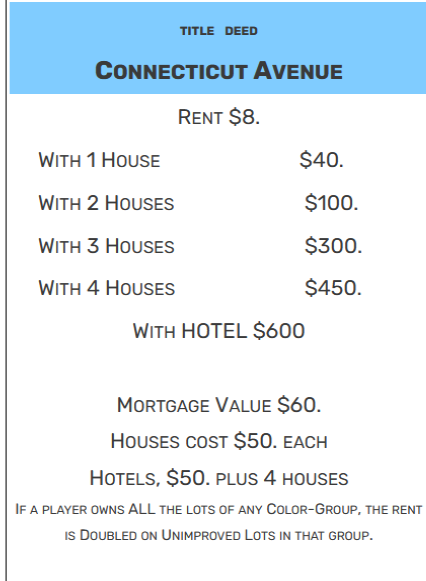 TITLE DEED
CONNECTICUT AVENUE
RENT $8.
WITH 1 HOUSE $40.
WITH 2 HOUSES $100.
WITH 3 HOUSES $300.
WITH 4 HOUSES $450.
WITH HOTEL $600
MORTGAGE VALUE $60.
HOUSES COST $50. EACH
HOTELS, $50. PLUS 4 HOUSES
IF A PLAYER OWNS ALL THE LOTS OF ANY COLOR-GROUP, THE RENT
IS DOUBLED ON UNIMPROVED LOTS IN THAT GROUP.